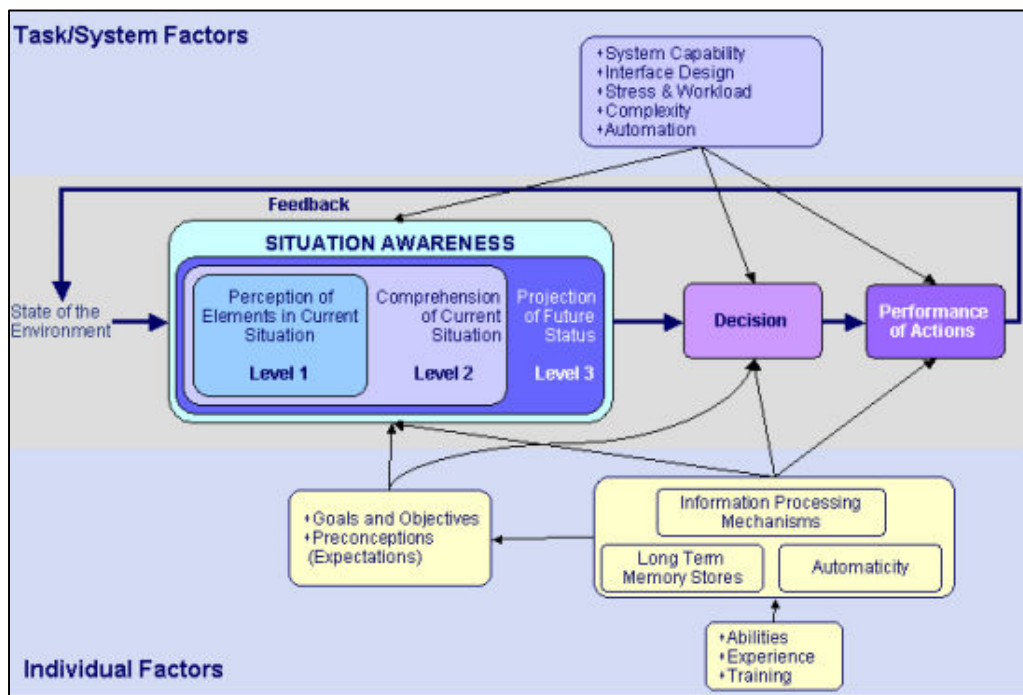 Task/System Factors
+System Capability
+Interface Design
+Stress & Workload
+Complexity
+Automation
Feedback
SITUATION AWARENESS
State of the
Environment
Perception of
Elements in Current
Situation
Level 1
Comprehension
of Current
Situation
Level 2
Projection
of Future
Status
Level 3
Decision
Performance
of Actions
+Goals and Objectives
+Preconceptions
(Expectations)
Information Processing
Mechanisms
Long Term
Memory Stores
Automaticity
+Abilities
+Experience
+Training
Individual Factors